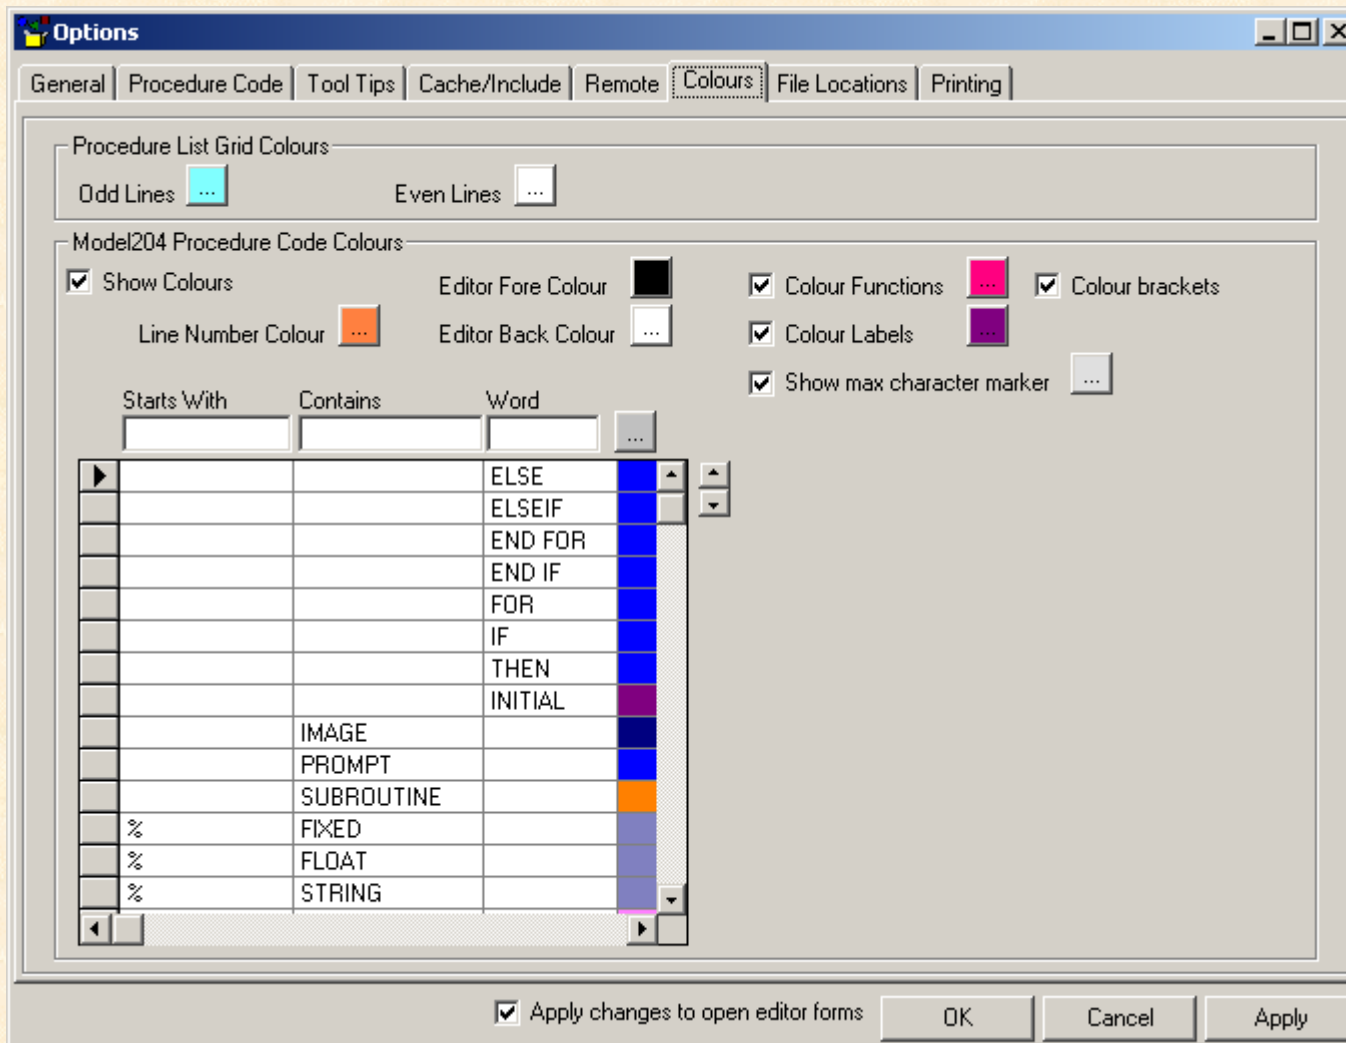 Options
General Procedure Code Tool Tips Cache/Include Remote Colours File Locations Printing
Procedure List Grid Colours
Odd Lines ... Even Lines ...
Model204 Procedure Code Colours
Show Colours Editor Fore Colour Colour Functions ... Colour brackets
Line Number Colour ... Editor Back Colour ... Colour Labels ...
Show max character marker ...
Starts With Contains Word
...
ELSE
ELSEIF
END FOR
END IF
FOR
IF
THEN
INITIAL
IMAGE
PROMPT
SUBROUTINE
% FIXED
% FLOAT
% STRING
Apply changes to open editor forms OK Cancel Apply